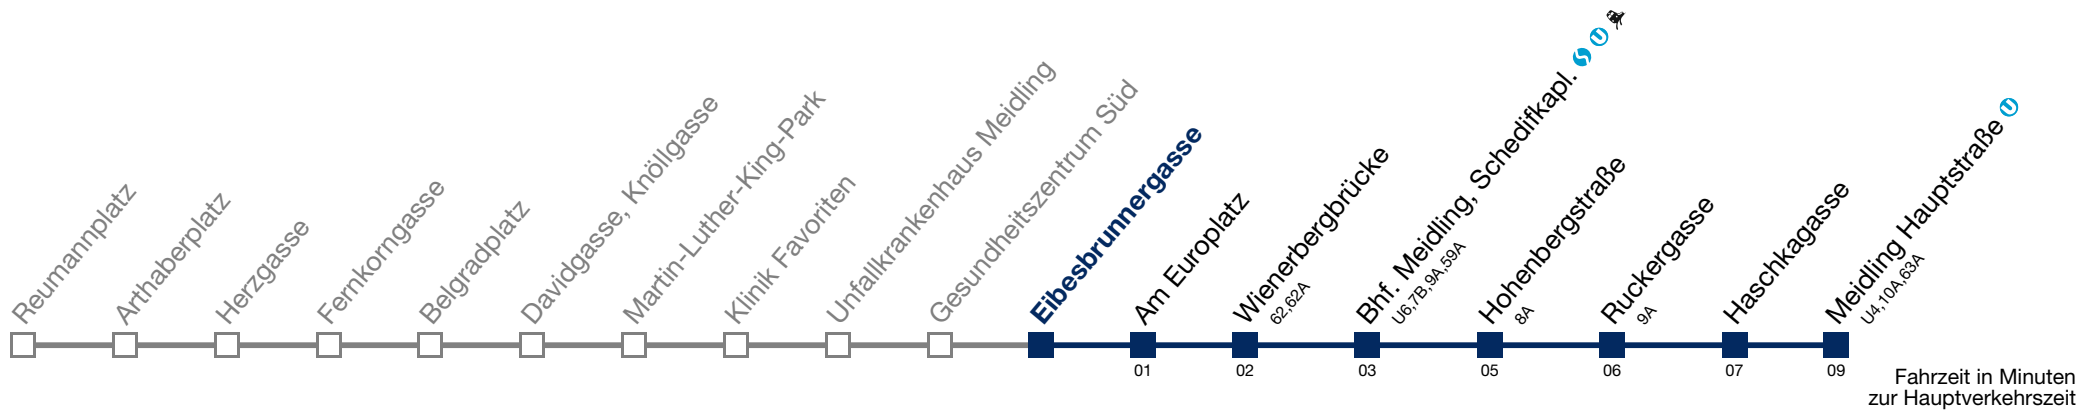 Reumannplatz
Arthaberplatz
Herzgasse
Fernkorngasse
Belgradplatz
Davidgasse, Knöllgasse
Martin-Luther-King-Park
Klinik Favoriten
Unfallkrankenhaus Meidling
Gesundheitszentrum Süd
Eibesbrunnergasse
Am Europlatz
Wienerbergbrücke
62,62A
Bhf. Meidling, Schedifkapl.
U6,7B,9A,59A
Hohenbergstraße
8A
Ruckergasse
9A
Haschkagasse
Meidling Hauptstraße U
U4,10A,63A
01 02 03 05 06 07 09
Fahrzeit in Minuten
zur Hauptverkehrszeit